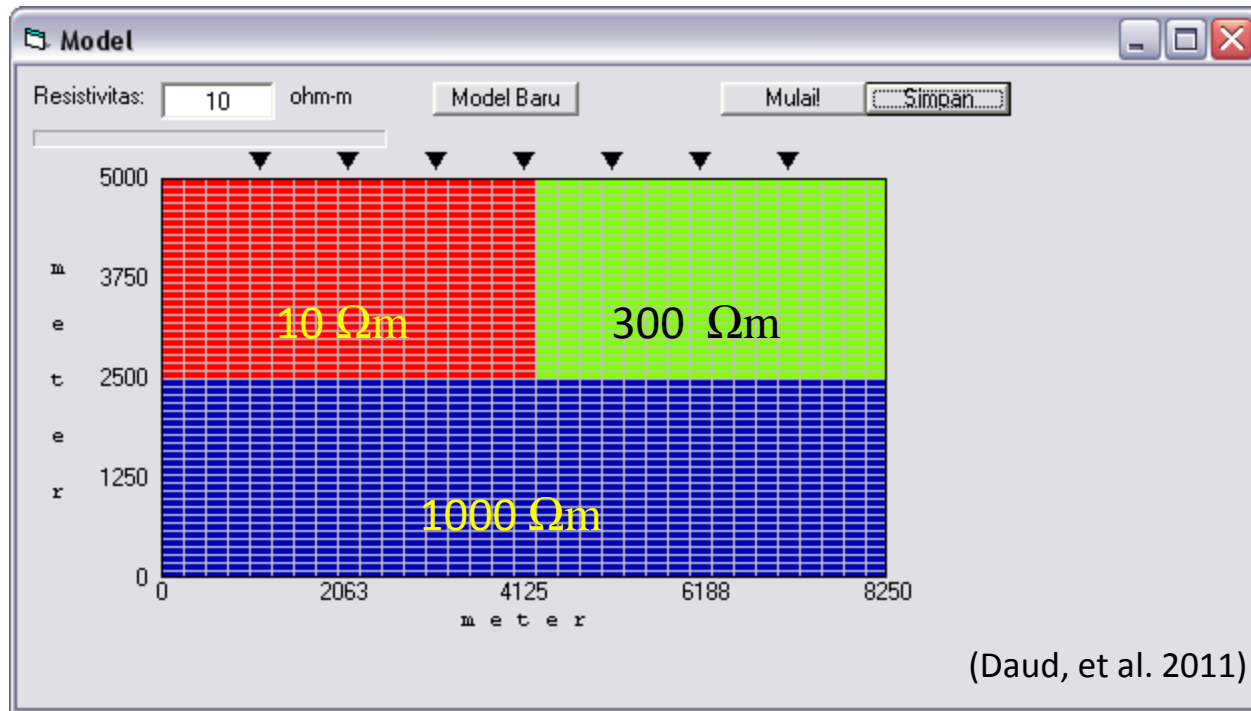 Model
Resistivitas: 10 ohm-m Model Baru Mulai! Simpan
5000
m
3750
e
10 Ωm 300 Ωm
t
2500
e
1250
r
1000 Ωm
0
0 2063 4125 6188 8250
m e t e r
(Daud, et al. 2011)